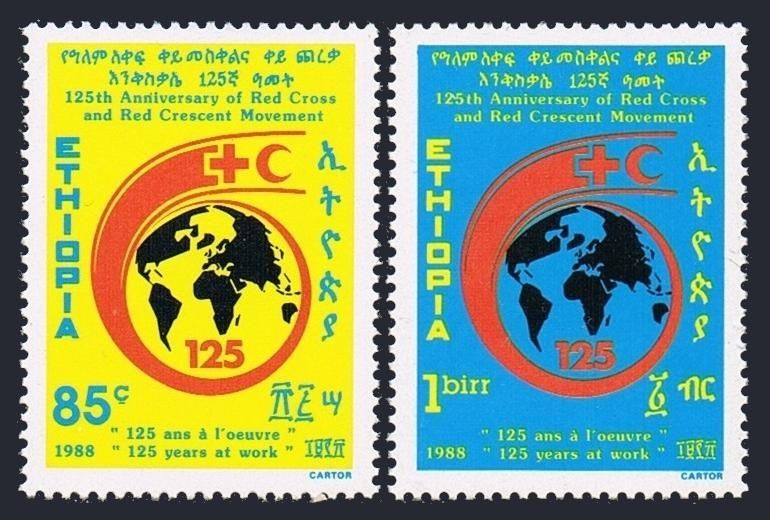 የዓለም አቀፍ ቀይ መስቀልና ቀይ ጨረቃ
እንቅስቃሴ 125ኛ ዓመት
125th Anniversary of Red Cross
and Red Crescent Movement
ETHIOPIA
ኢትዮጵያ
125
85c ፹፭ ሣ
" 125 ans à l'oeuvre "
1988 " 125 years at work "
CARTOR
የዓለም አቀፍ ቀይ መስቀልና ቀይ ጨረቃ
እንቅስቃሴ 125ኛ ዓመት
125th Anniversary of Red Cross
and Red Crescent Movement
ETHIOPIA
ኢትዮጵያ
125
1birr ፩ ብር
" 125 ans à l'oeuvre "
1988 " 125 years at work "
CARTOR